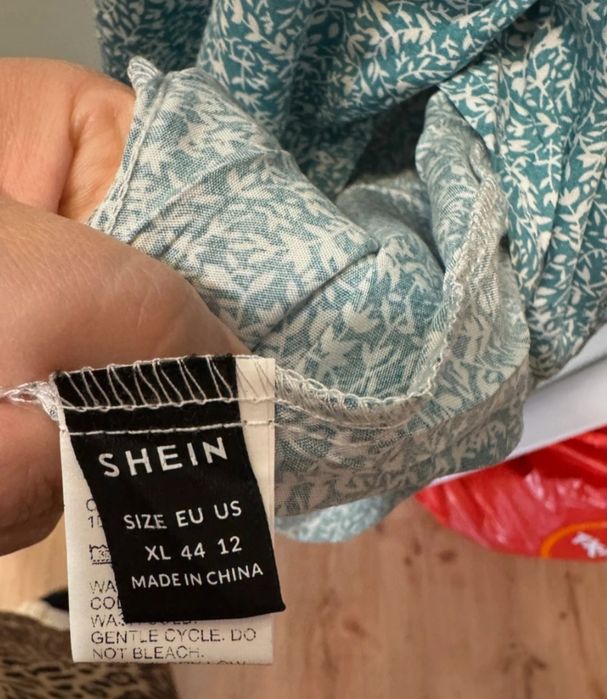 SHEIN
SIZE EU US
XL 44 12
MADE IN CHINA
GENTLE CYCLE. DO
NOT BLEACH.